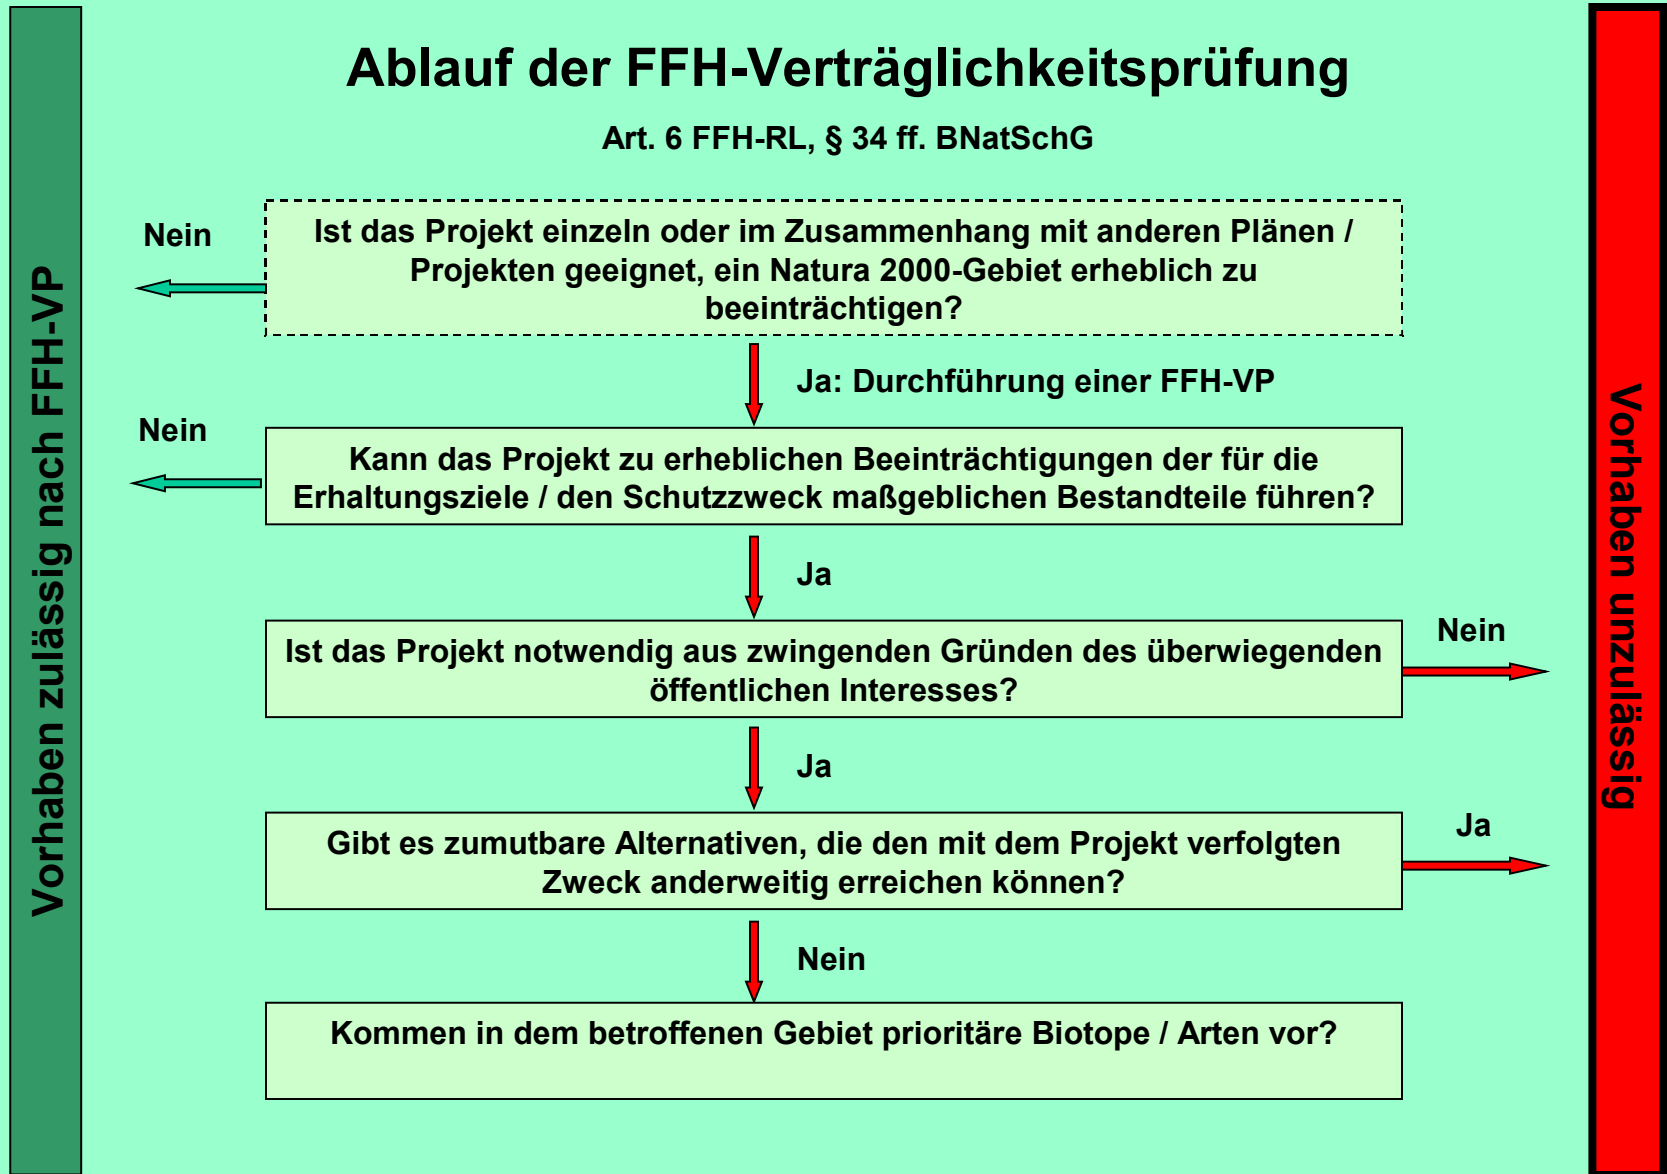 Ablauf der FFH-Verträglichkeitsprüfung
Art. 6 FFH-RL, § 34 ff. BNatSchG
Vorhaben zulässig nach FFH-VP
Nein
Ist das Projekt einzeln oder im Zusammenhang mit anderen Plänen /
Projekten geeignet, ein Natura 2000-Gebiet erheblich zu
beeinträchtigen?
Ja: Durchführung einer FFH-VP
Nein
Kann das Projekt zu erheblichen Beeinträchtigungen der für die
Erhaltungsziele / den Schutzzweck maßgeblichen Bestandteile führen?
Ja
Ist das Projekt notwendig aus zwingenden Gründen des überwiegenden
öffentlichen Interesses?
Nein
Ja
Gibt es zumutbare Alternativen, die den mit dem Projekt verfolgten
Zweck anderweitig erreichen können?
Ja
Nein
Kommen in dem betroffenen Gebiet prioritäre Biotope / Arten vor?
Vorhaben unzulässig